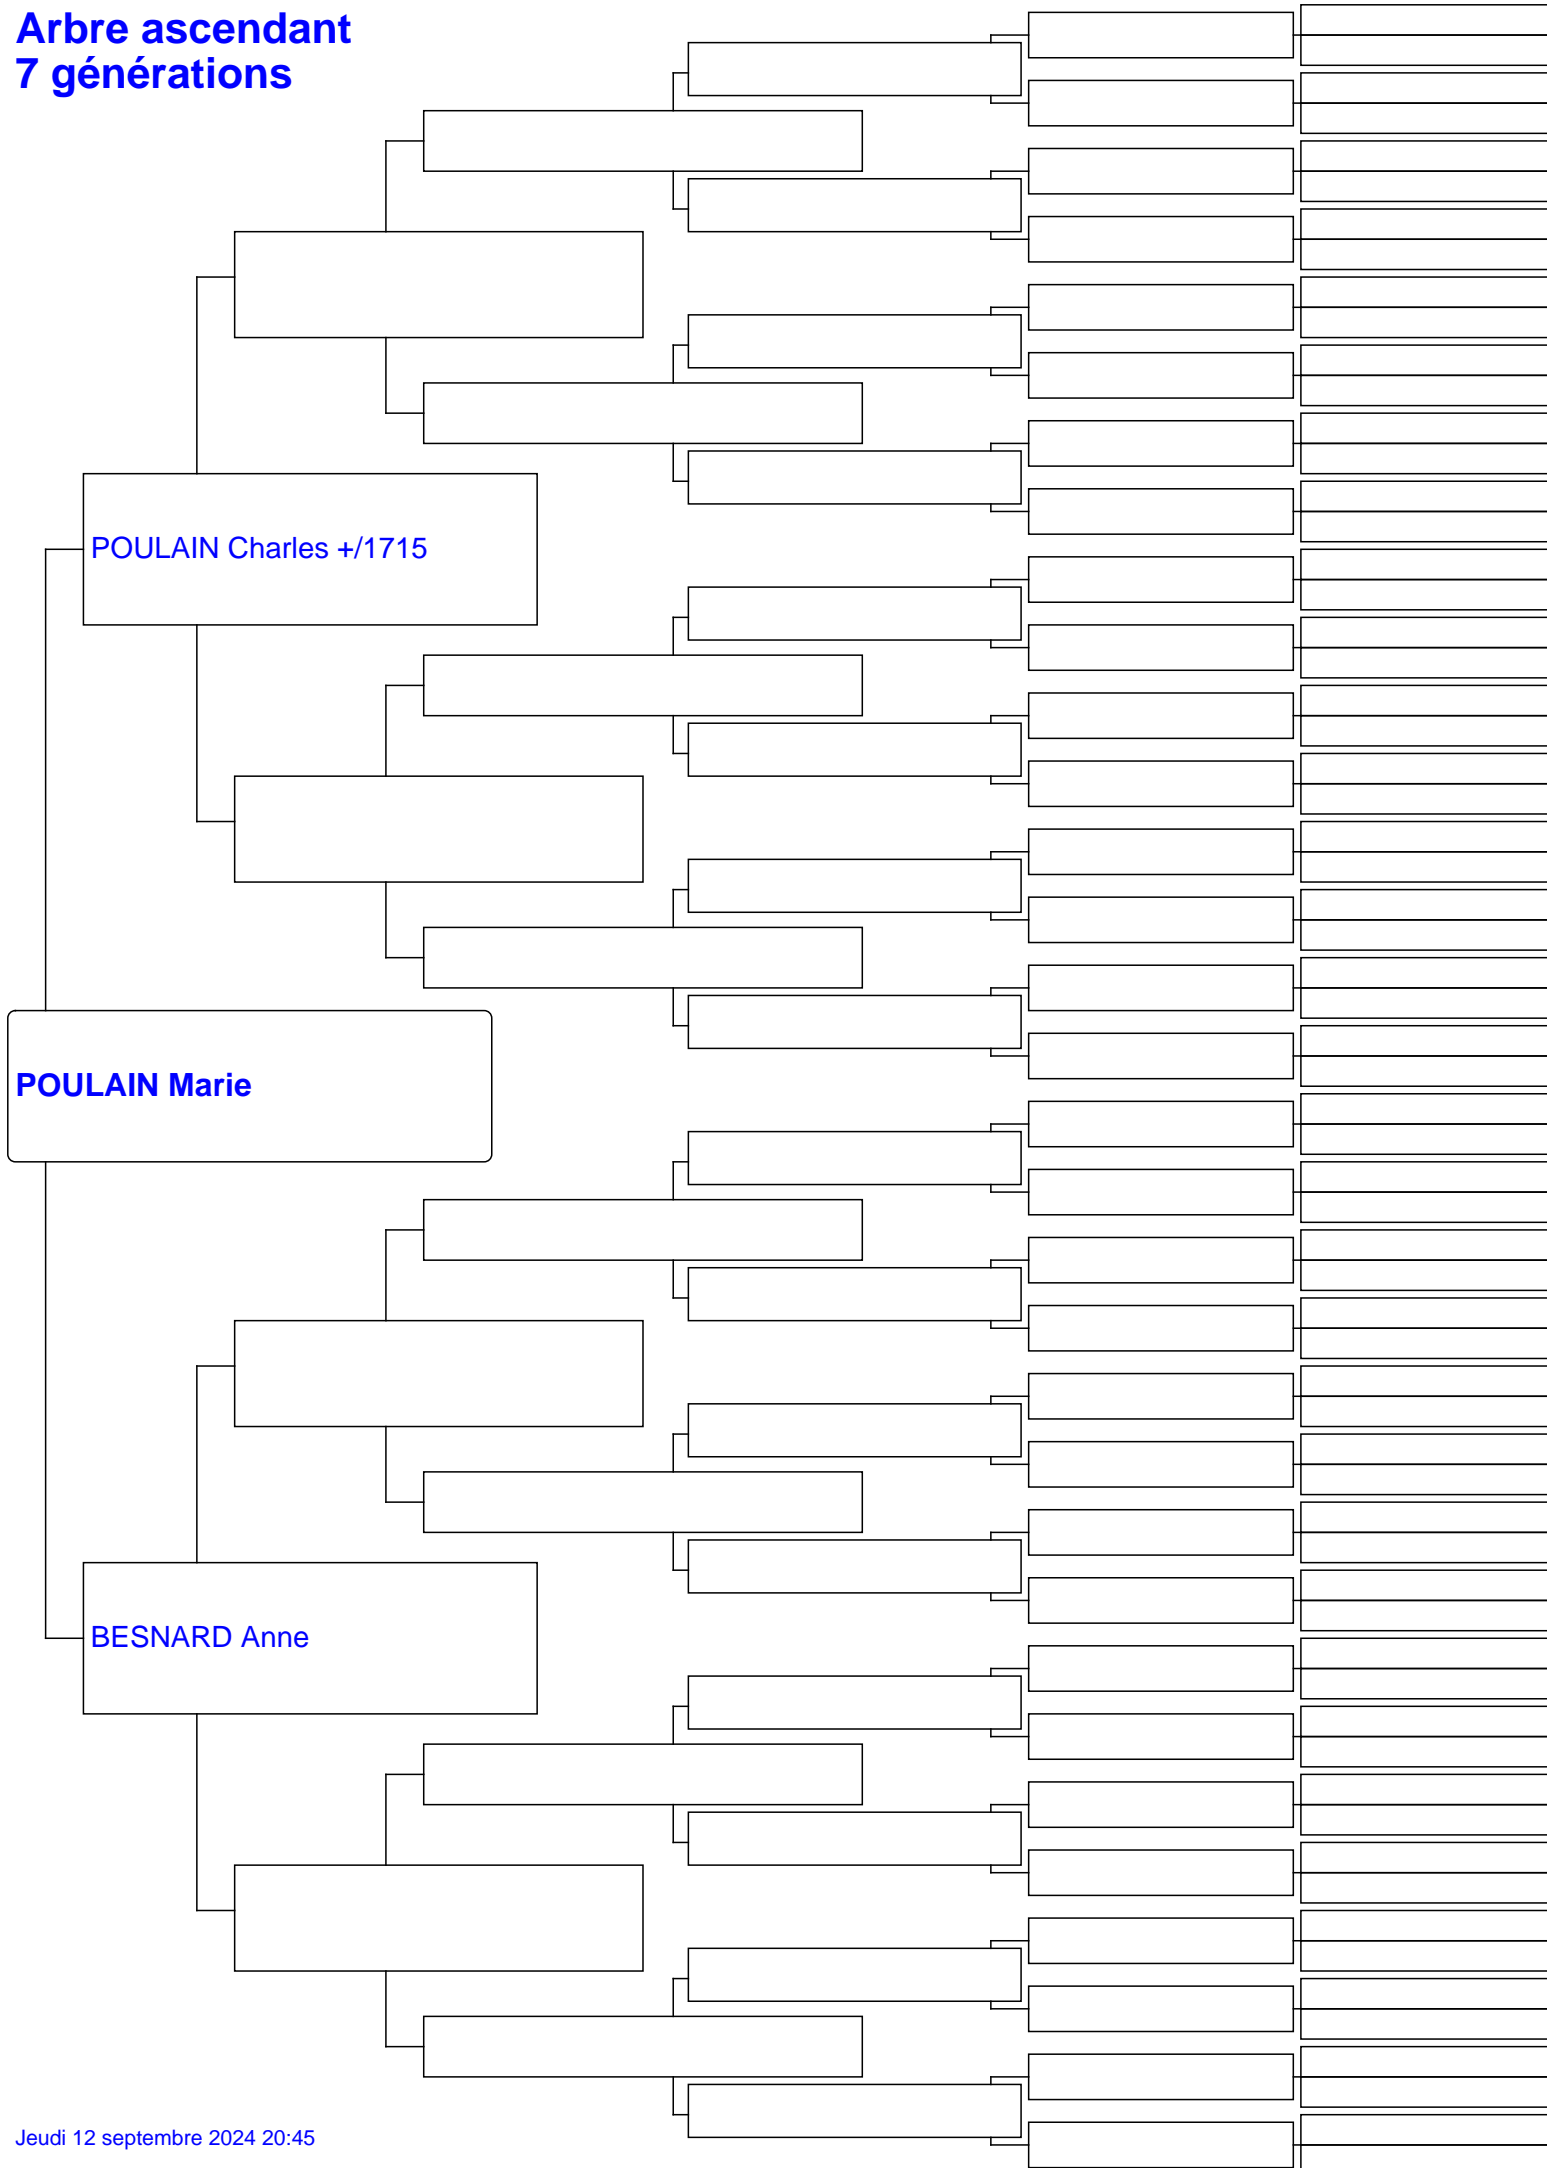 Arbre ascendant
7 générations
POULAIN Charles +/1715
POULAIN Marie
BESNARD Anne
Jeudi 12 septembre 2024 20:45